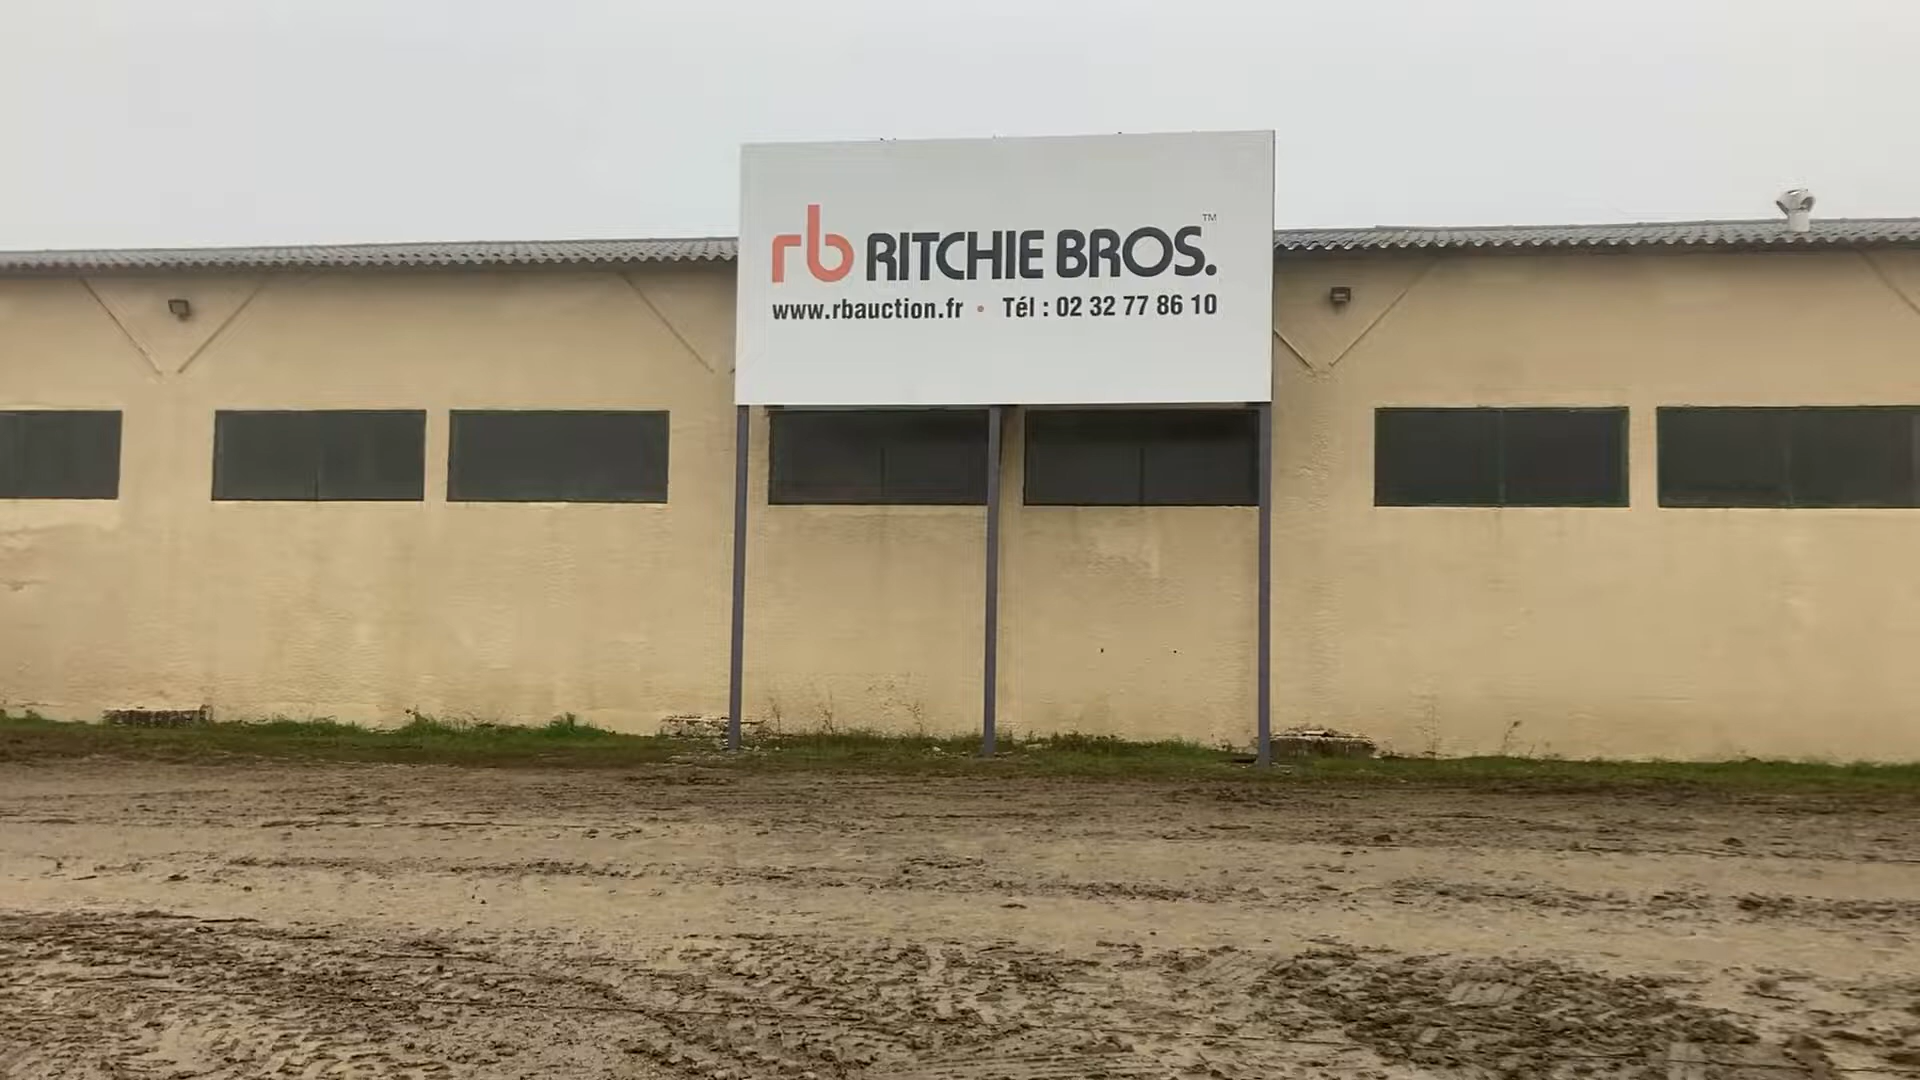 rb RITCHIE BROS.™
www.rbauction.fr • Tél : 02 32 77 86 10